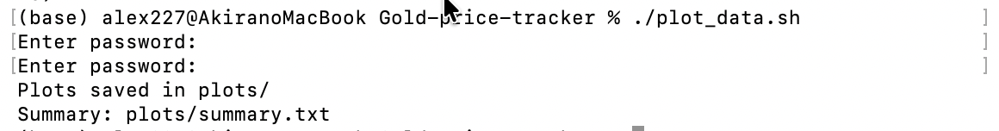 [(base) alex227@AkiranoMacBook Gold-price-tracker % ./plot_data.sh ]
[Enter password: ]
[Enter password: ]
Plots saved in plots/
Summary: plots/summary.txt